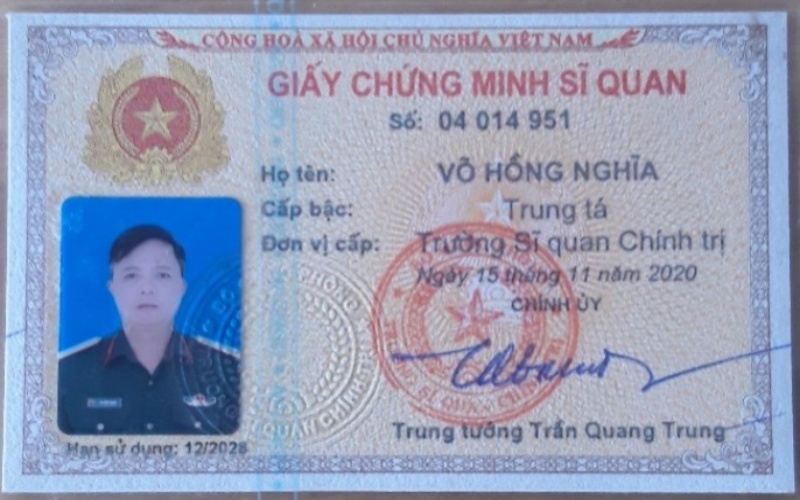 CỘNG HOÀ XÃ HỘI CHỦ NGHĨA VIỆT NAM
GIẤY CHỨNG MINH SĨ QUAN
Số: 04 014 951
Họ tên: VÕ HỒNG NGHĨA
Cấp bậc: Trung tá
Đơn vị cấp: Trường Sĩ quan Chính trị
Ngày 15 tháng 11 năm 2020
CHÍNH ỦY
Trung tướng Trần Quang Trung
Hạn sử dụng: 12/2028